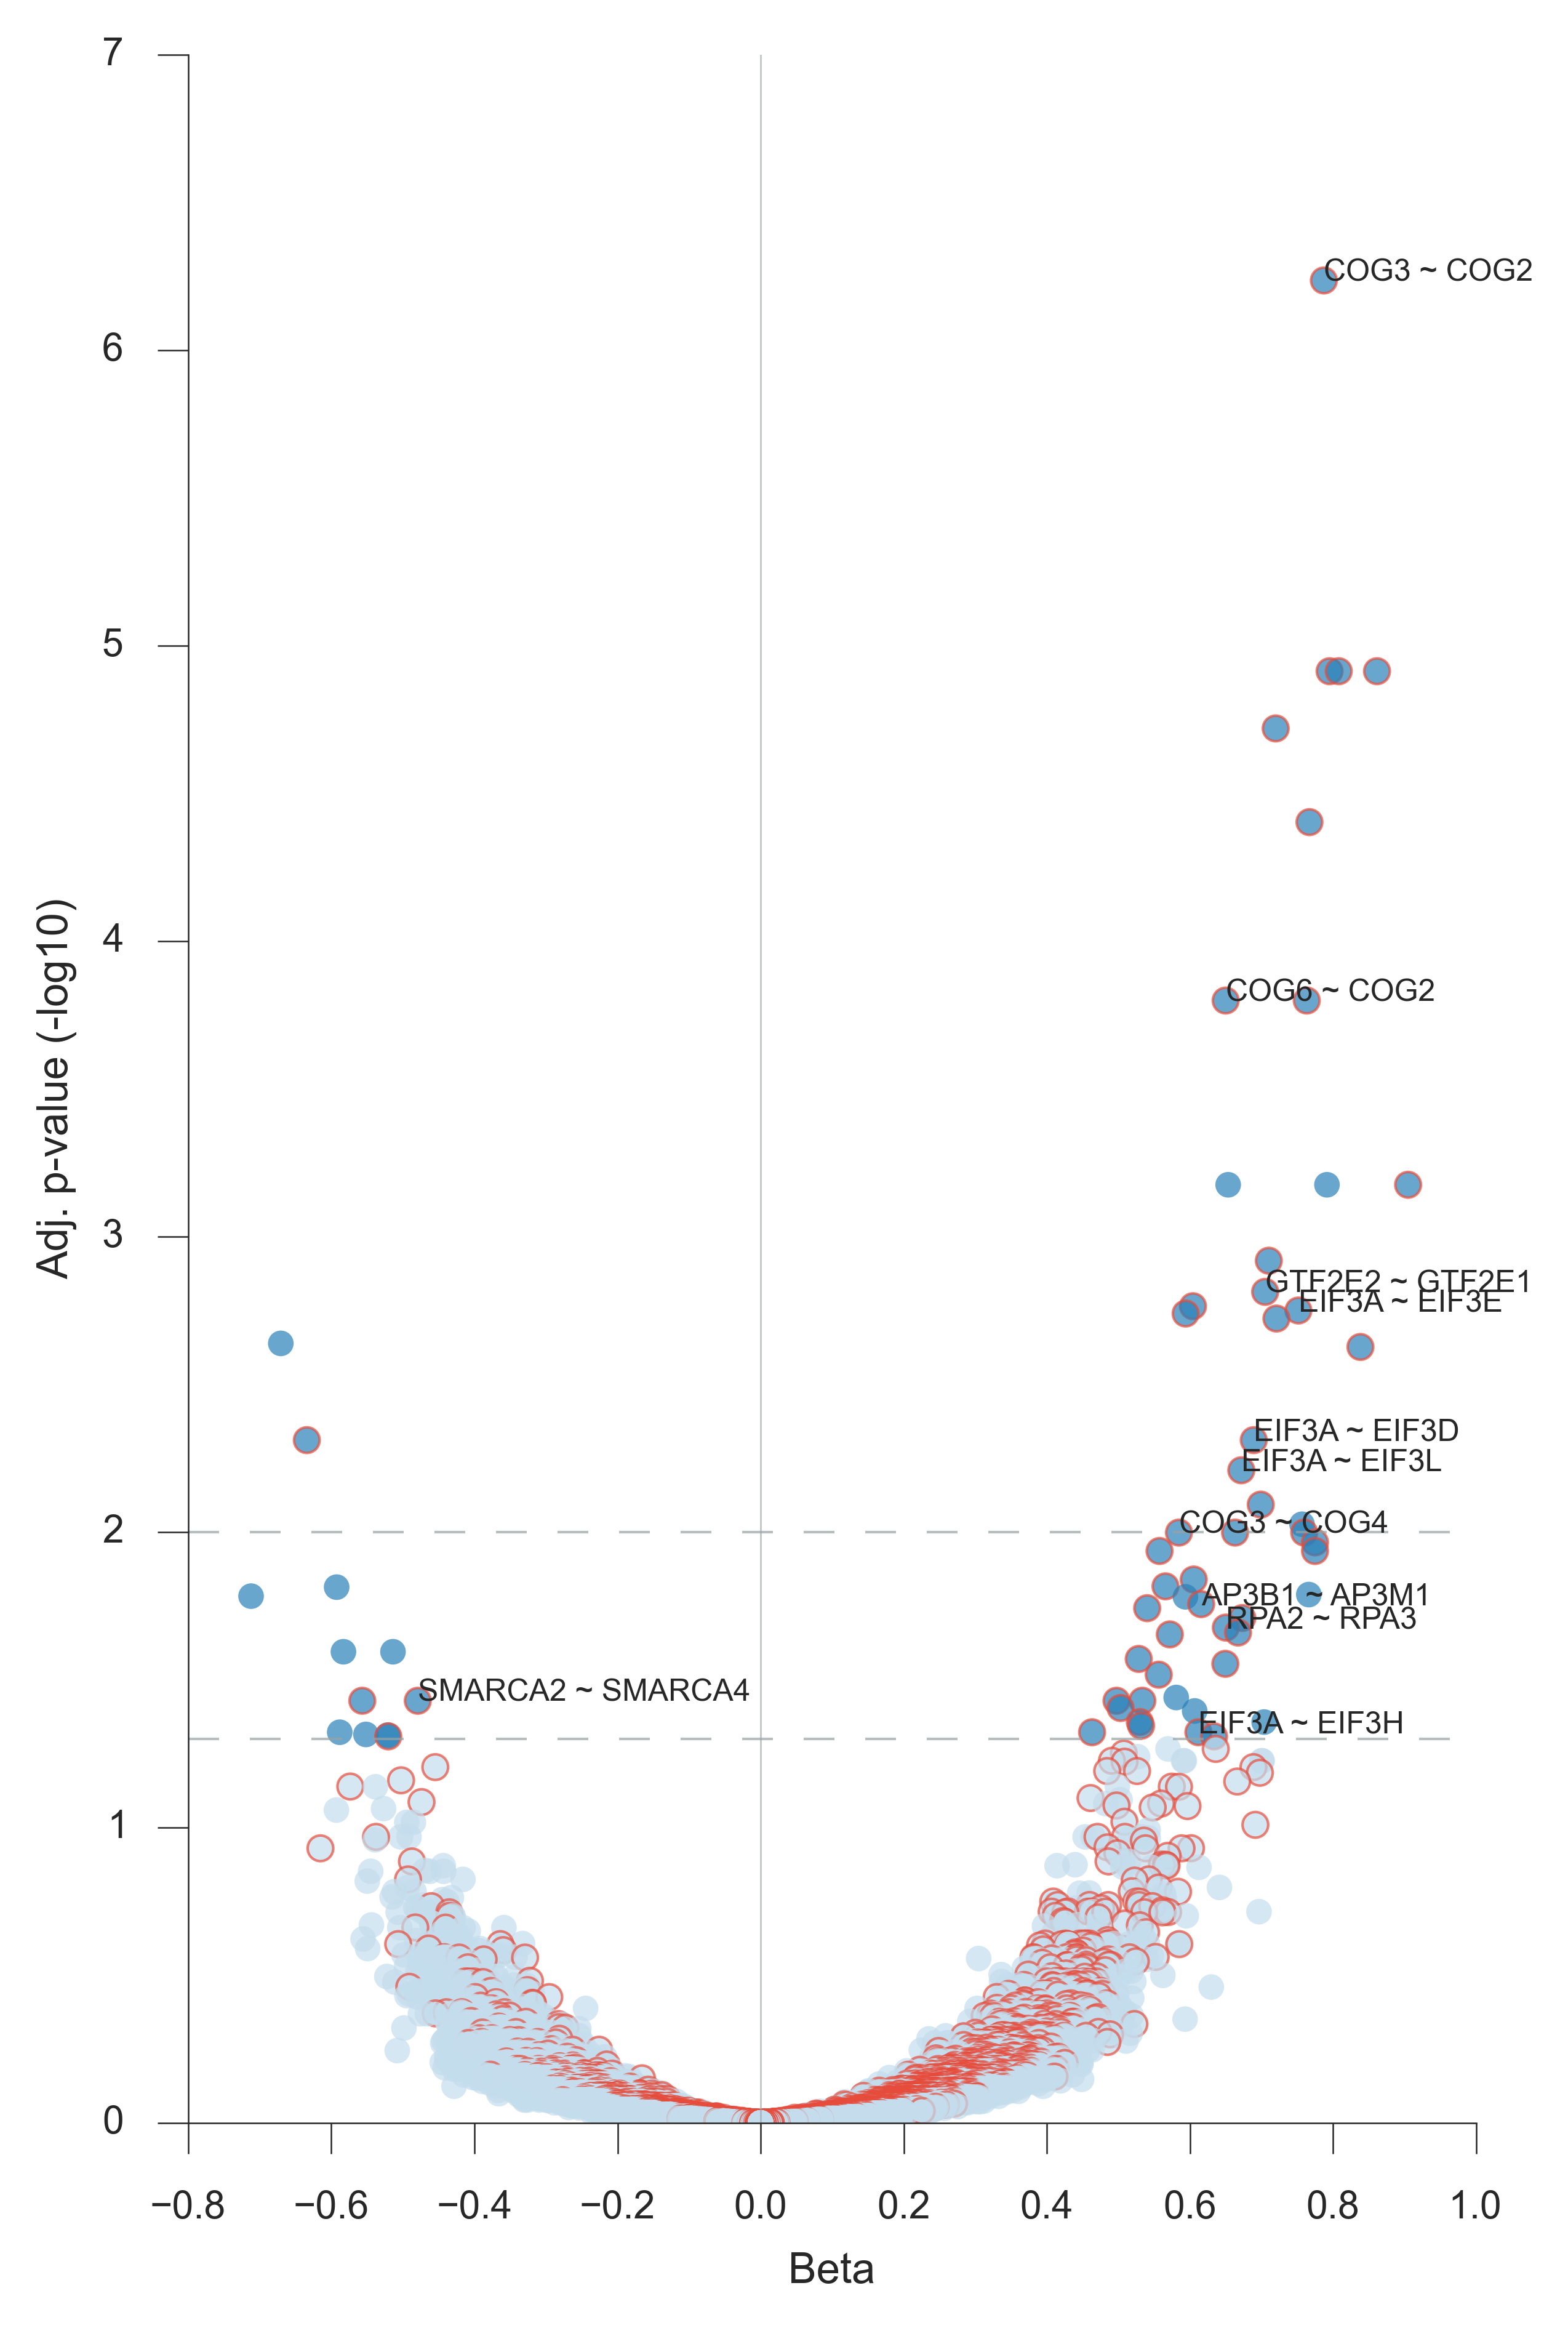 7
COG3 ~ COG2
6
5
4
COG6 ~ COG2
Adj. p-value (-log10)
3
GTF2E2 ~ GTF2E1
EIF3A ~ EIF3E
EIF3A ~ EIF3D
EIF3A ~ EIF3L
2
COG3 ~ COG4
AP3B1 ~ AP3M1
RPA2 ~ RPA3
SMARCA2 ~ SMARCA4
EIF3A ~ EIF3H
1
0
−0.8 −0.6 −0.4 −0.2 0.0 0.2 0.4 0.6 0.8 1.0
Beta